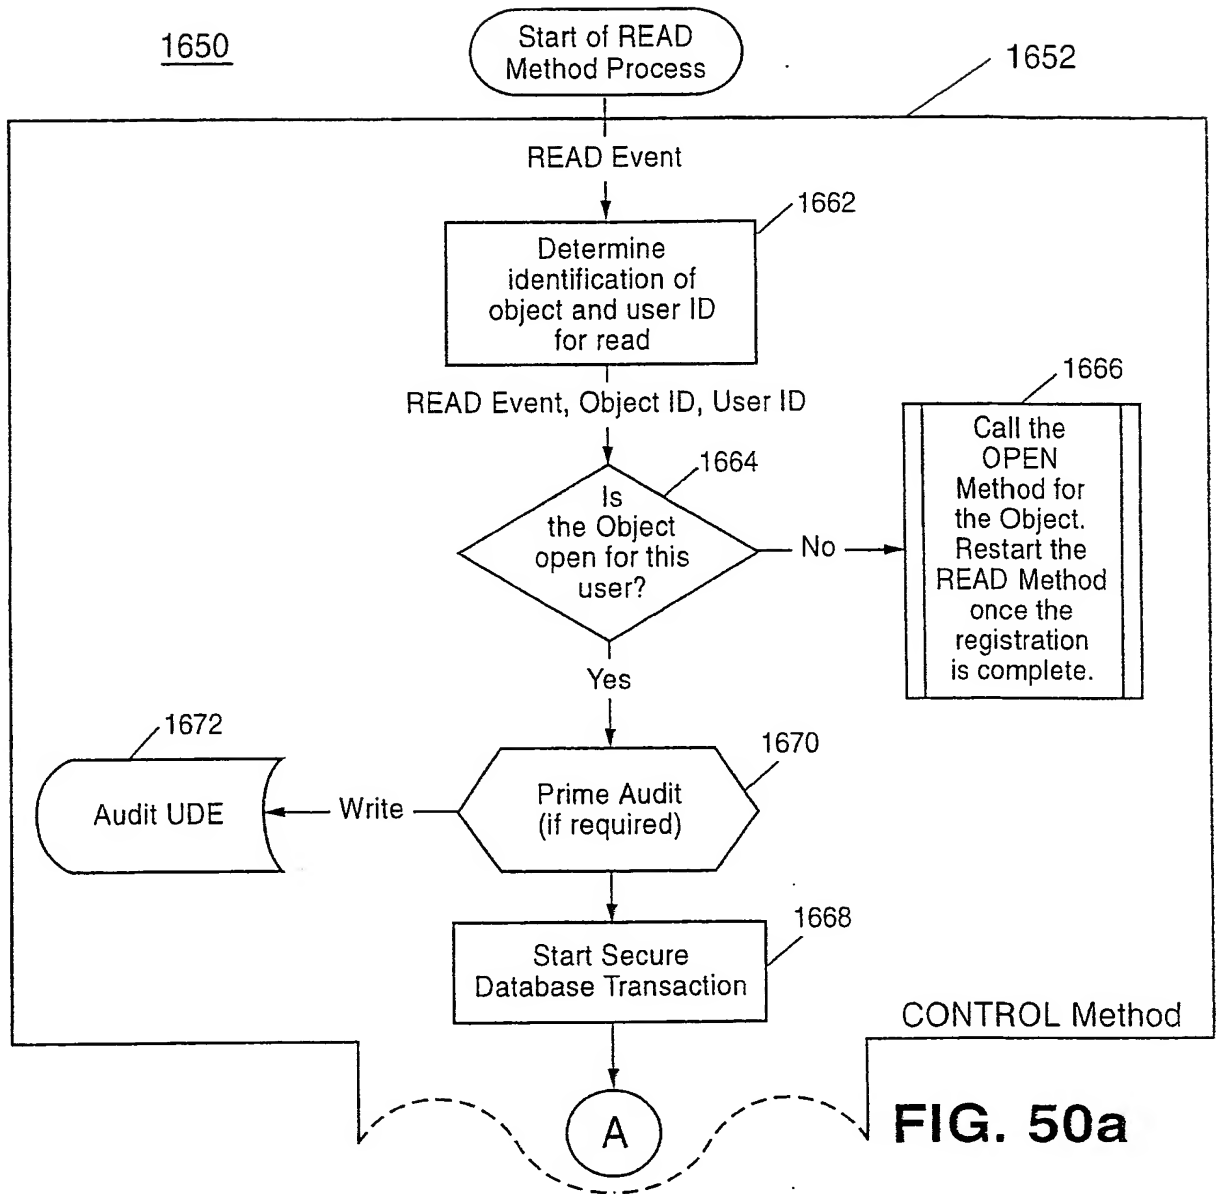 1650
Start of READ
Method Process
1652
READ Event
1662
Determine
identification of
object and user ID
for read
READ Event, Object ID, User ID
1666
Call the
OPEN
Method for
the Object.
Restart the
READ Method
once the
registration
is complete.
1664
Is
the Object
open for this
user?
No
Yes
1672
Audit UDE
Write
1670
Prime Audit
(if required)
1668
Start Secure
Database Transaction
CONTROL Method
A
FIG. 50a